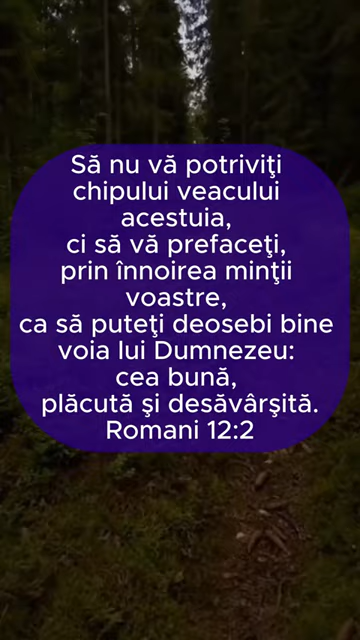 Să nu vă potriviţi
chipului veacului
acestuia,
ci să vă prefaceţi,
prin înnoirea minţii
voastre,
ca să puteţi deosebi bine
voia lui Dumnezeu:
cea bună,
plăcută şi desăvârşită.
Romani 12:2